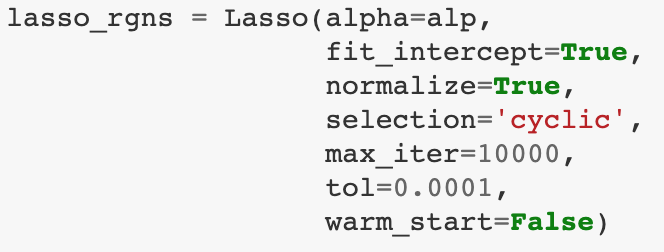 lasso_rgns = Lasso(alpha=alp,
fit_intercept=True,
normalize=True,
selection='cyclic',
max_iter=10000,
tol=0.0001,
warm_start=False)